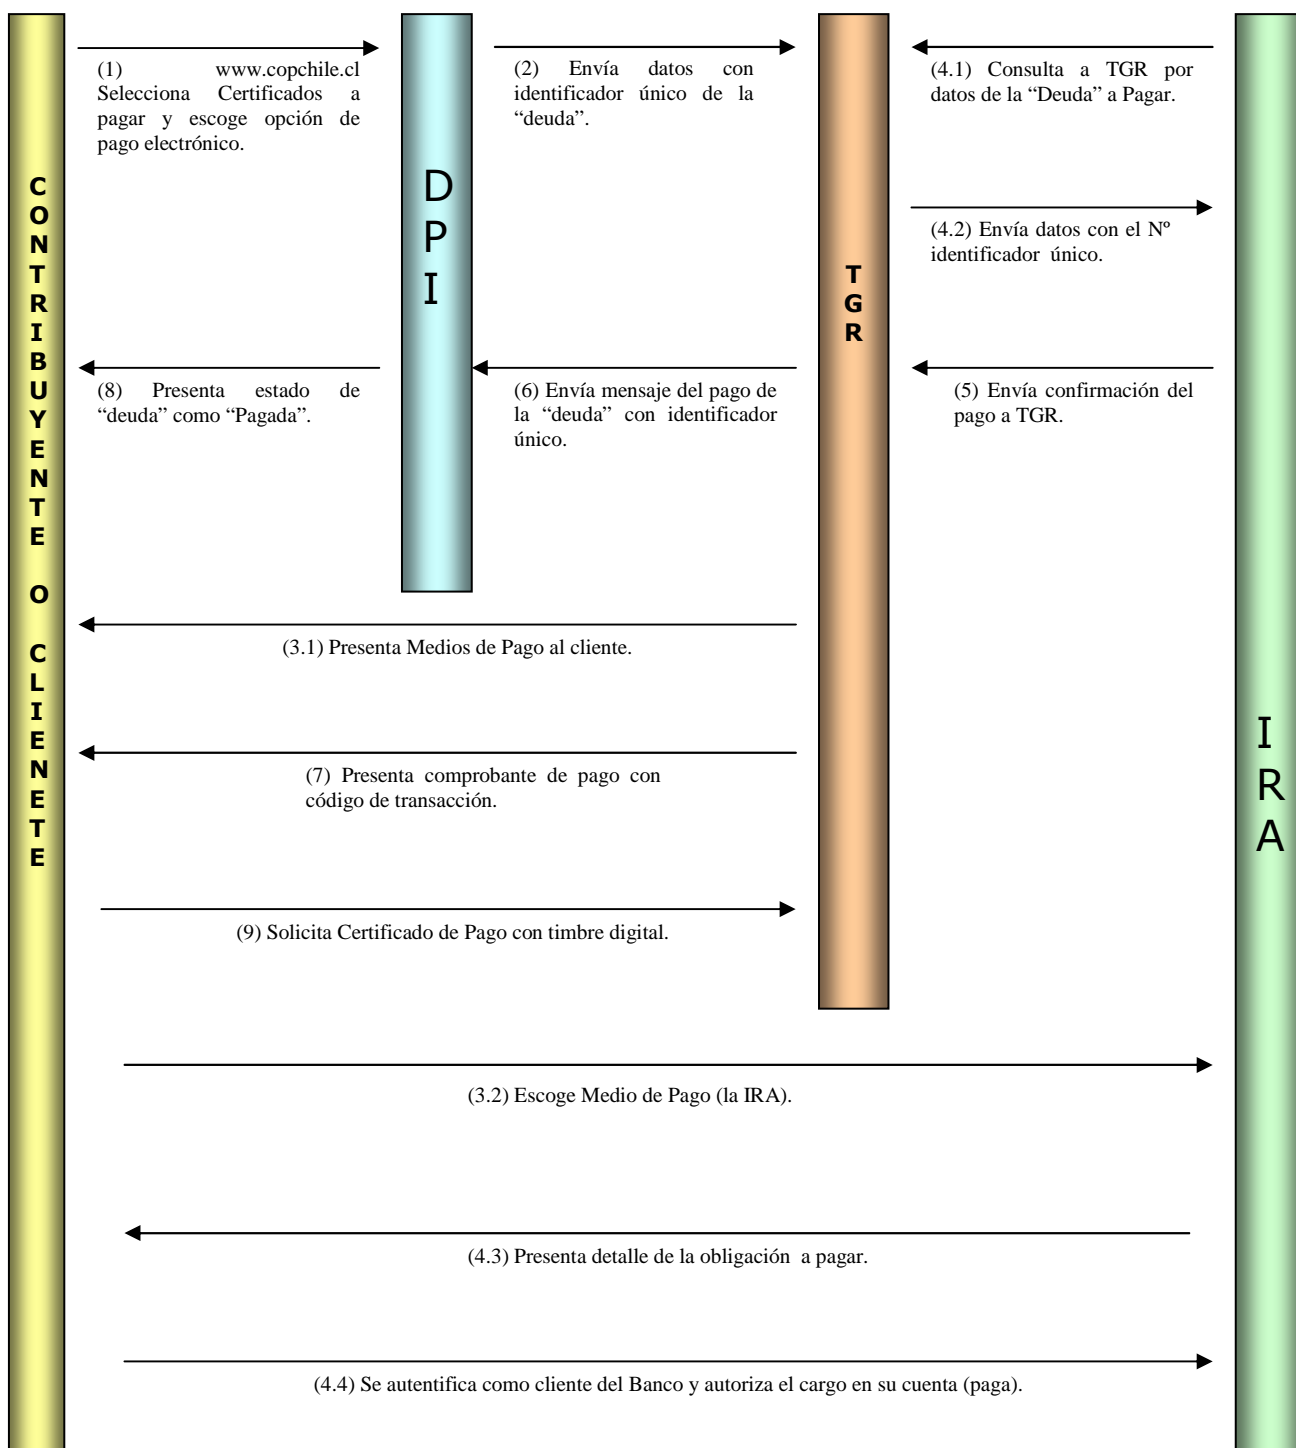 (1) www.copchile.cl
Selecciona Certificados a
pagar y escoge opción de
pago electrónico.
(2) Envía datos con
identificador único de la
“deuda”.
(4.1) Consulta a TGR por
datos de la “Deuda” a Pagar.
CONTRIBUYENTE O CLIENETE
DPI
TGR
(4.2) Envía datos con el Nº
identificador único.
(8) Presenta estado de
“deuda” como “Pagada”.
(6) Envía mensaje del pago de
la “deuda” con identificador
único.
(5) Envía confirmación del
pago a TGR.
(3.1) Presenta Medios de Pago al cliente.
IRA
(7) Presenta comprobante de pago con
código de transacción.
(9) Solicita Certificado de Pago con timbre digital.
(3.2) Escoge Medio de Pago (la IRA).
(4.3) Presenta detalle de la obligación a pagar.
(4.4) Se autentifica como cliente del Banco y autoriza el cargo en su cuenta (paga).